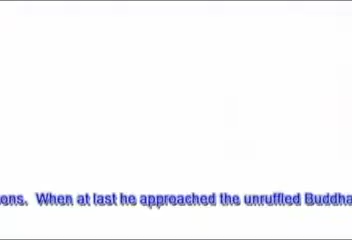 ons. When at last he approached the unruffled Buddha